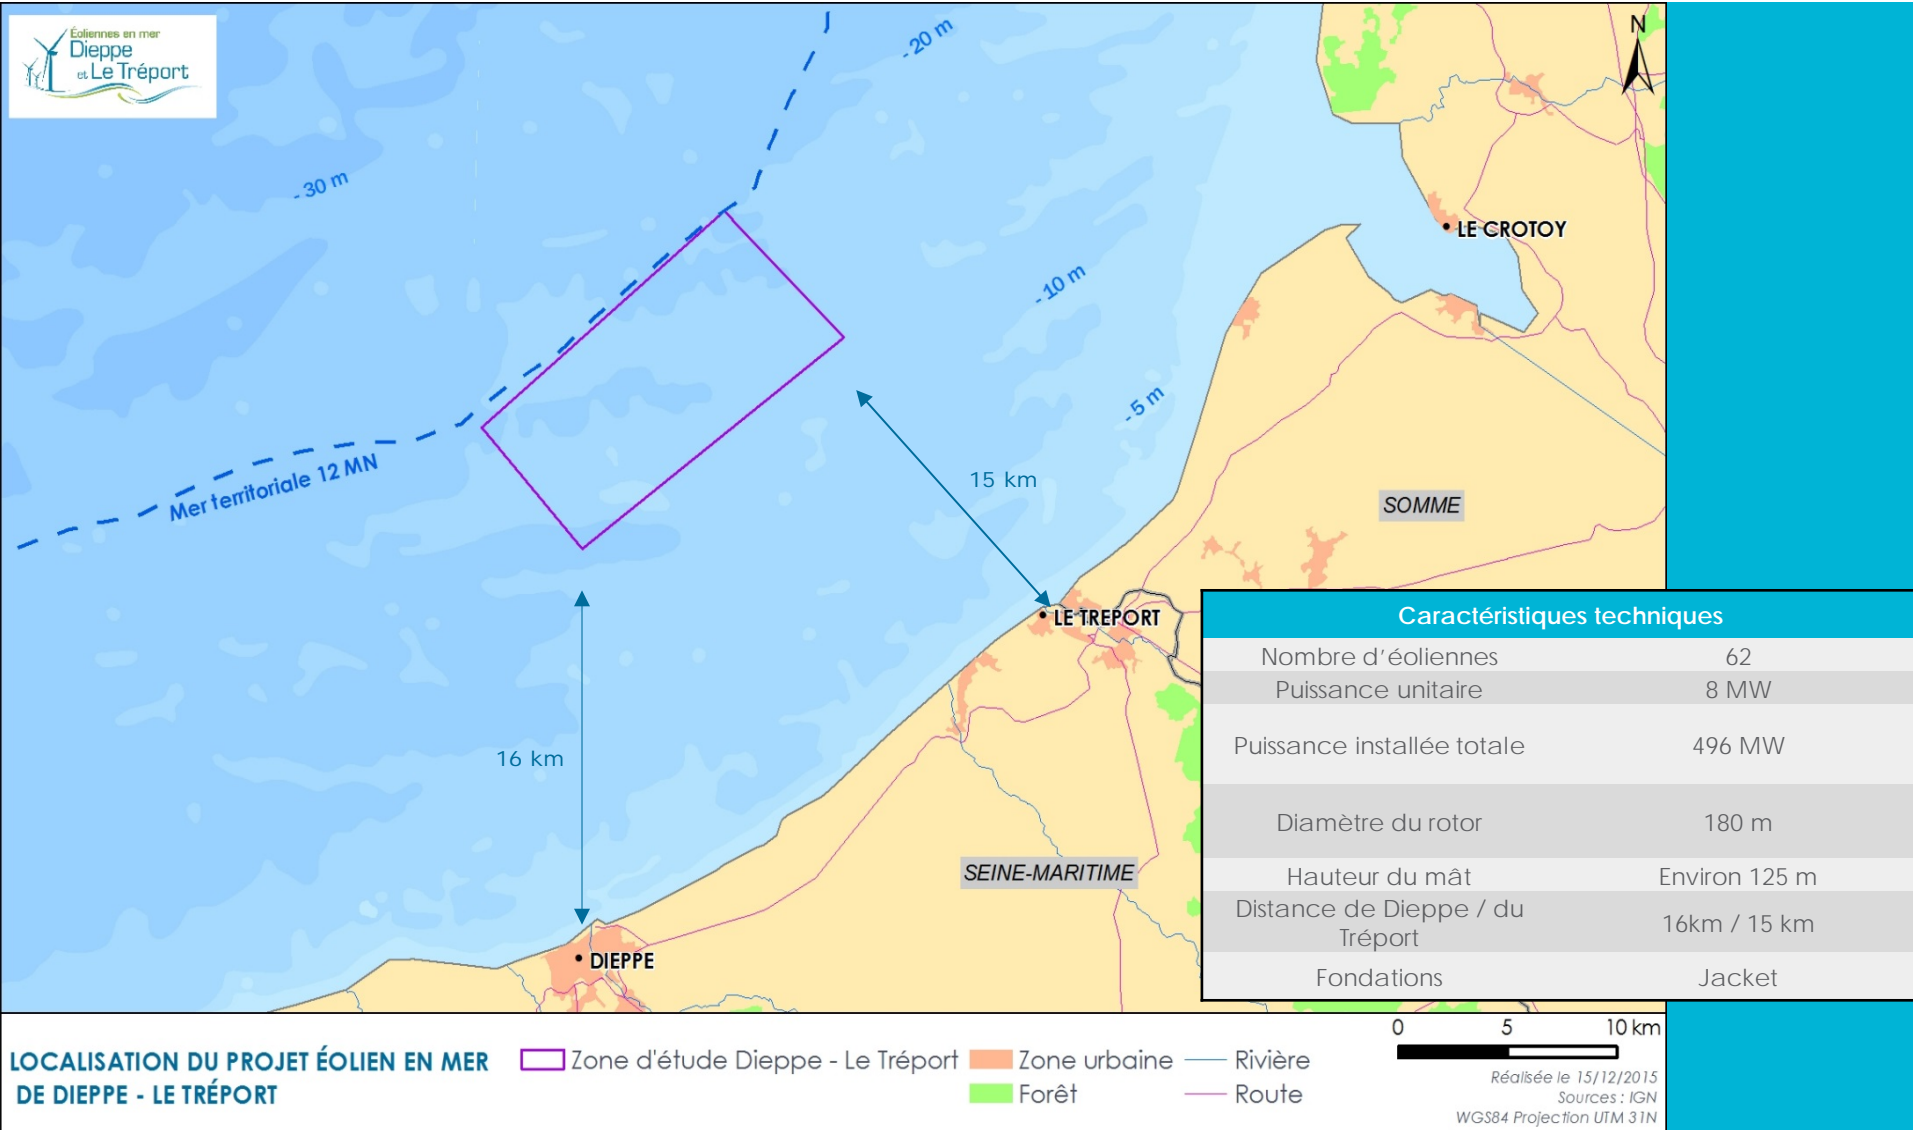 Éoliennes en mer
Dieppe
et Le Tréport
- 20 m
N
- 30 m
LE CROTOY
- 10 m
- 5 m
15 km
Mer territoriale 12 MN
SOMME
LE TREPORT
16 km
SEINE-MARITIME
DIEPPE
Caractéristiques techniques
Nombre d'éoliennes 62
Puissance unitaire 8 MW
Puissance installée totale 496 MW
Diamètre du rotor 180 m
Hauteur du mât Environ 125 m
Distance de Dieppe / du
Tréport 16km / 15 km
Fondations Jacket
LOCALISATION DU PROJET ÉOLIEN EN MER
DE DIEPPE - LE TRÉPORT
Zone d'étude Dieppe - Le Tréport
Zone urbaine
Forêt
Rivière
Route
0 5 10 km
Réalisée le 15/12/2015
Sources : IGN
WGS84 Projection UTM 31N